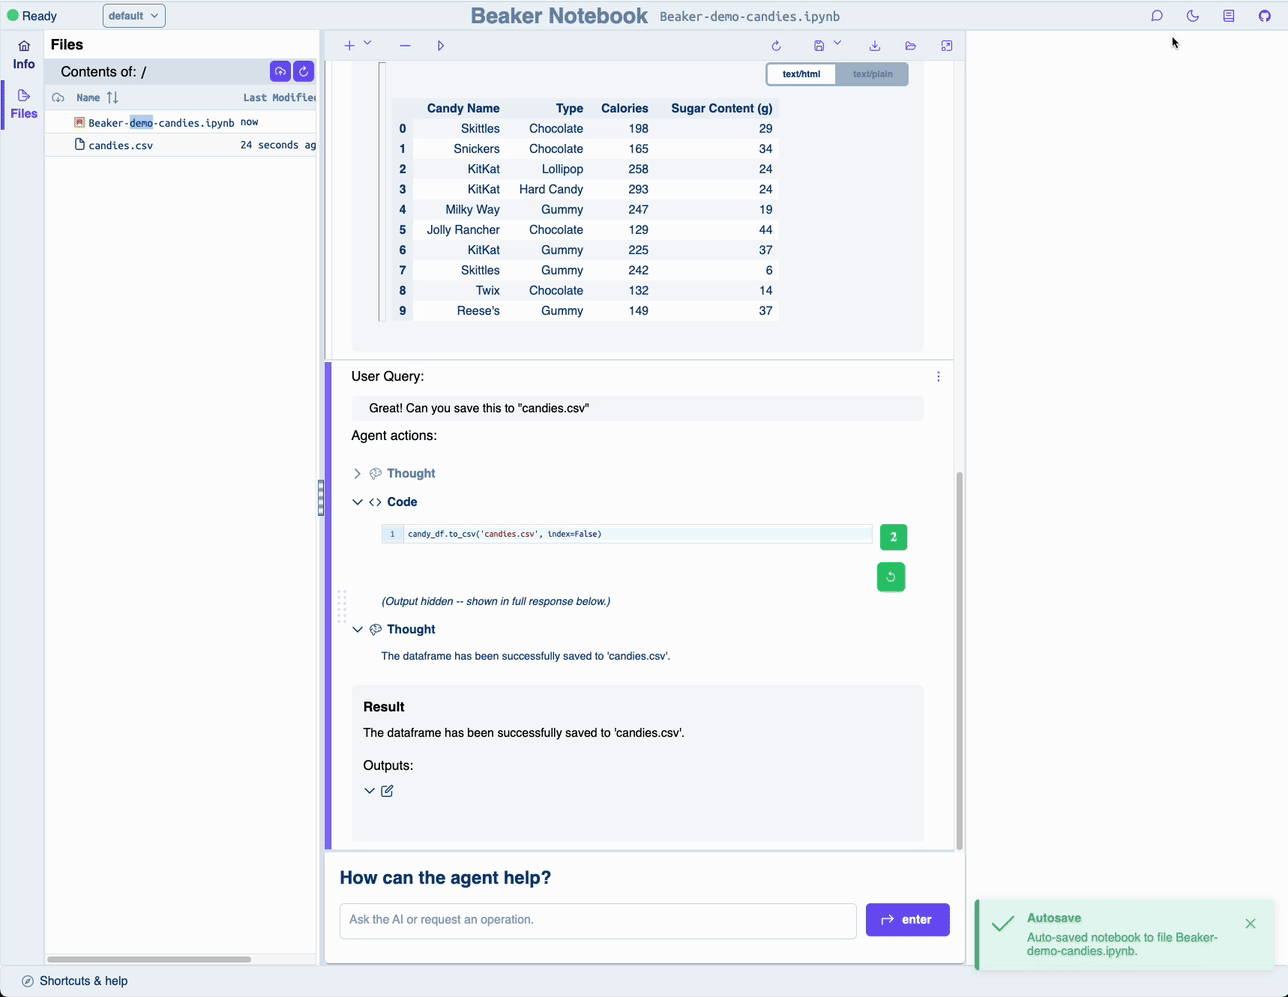 Ready
default
Beaker Notebook Beaker-demo-candies.ipynb
Info
Files
Files
Contents of: /
Name Last Modified
Beaker-demo-candies.ipynb now
candies.csv 24 seconds ag
text/html text/plain
Candy Name Type Calories Sugar Content (g)
0 Skittles Chocolate 198 29
1 Snickers Chocolate 165 34
2 KitKat Lollipop 258 24
3 KitKat Hard Candy 293 24
4 Milky Way Gummy 247 19
5 Jolly Rancher Chocolate 129 44
6 KitKat Gummy 225 37
7 Skittles Gummy 242 6
8 Twix Chocolate 132 14
9 Reese's Gummy 149 37
User Query:
Great! Can you save this to "candies.csv"
Agent actions:
Thought
Code
1 candy_df.to_csv('candies.csv', index=False)
2
(Output hidden -- shown in full response below.)
Thought
The dataframe has been successfully saved to 'candies.csv'.
Result
The dataframe has been successfully saved to 'candies.csv'.
Outputs:
How can the agent help?
Ask the AI or request an operation.
enter
Autosave
Auto-saved notebook to file Beaker-
demo-candies.ipynb.
Shortcuts & help